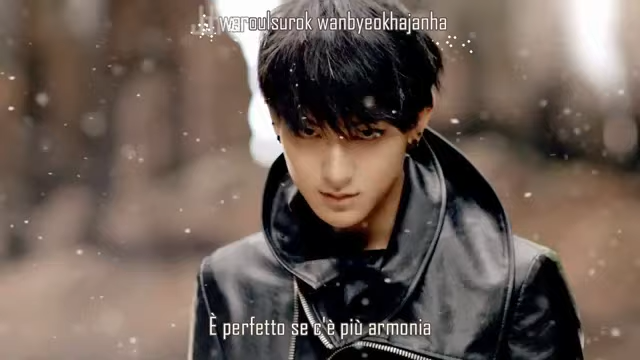 waroulsurok wanbyeokhajanha
È perfetto se c'è più armonia